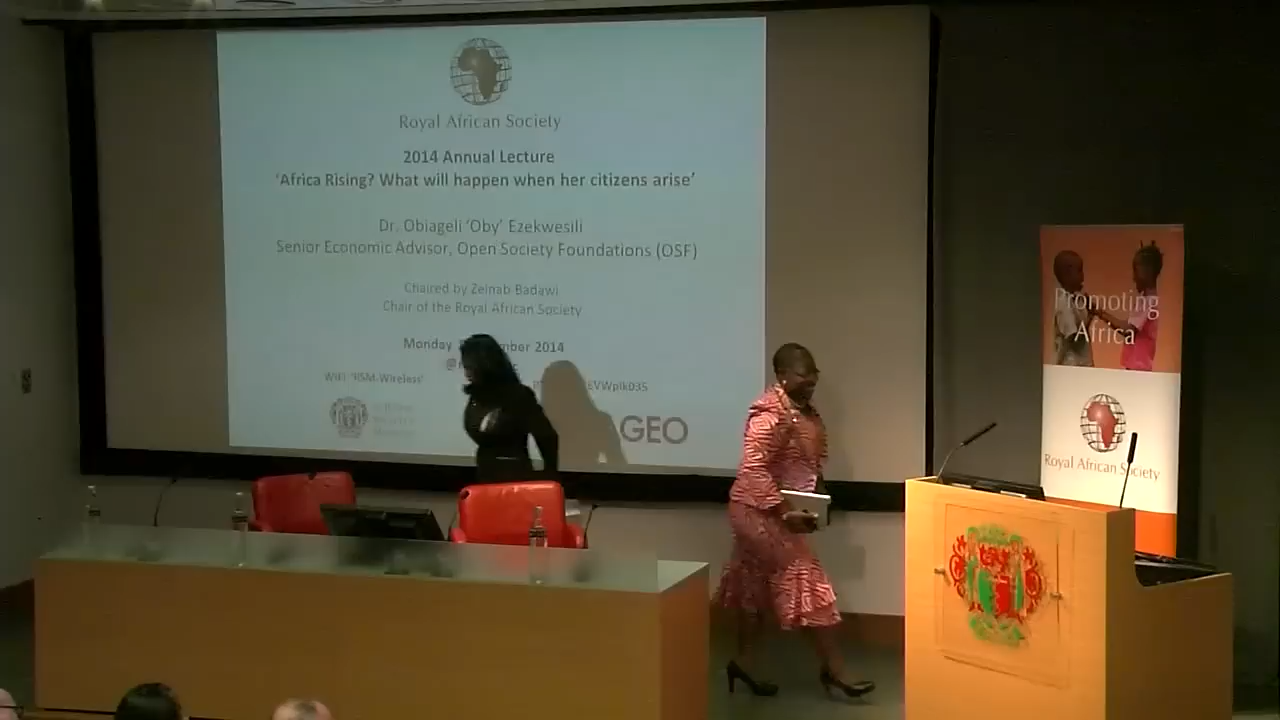 Royal African Society
2014 Annual Lecture
'Africa Rising? What will happen when her citizens arise'
Dr. Obiageli 'Oby' Ezekwesili
Senior Economic Advisor, Open Society Foundations (OSF)
Chaired by Zeinab Badawi
Chair of the Royal African Society
Monday
2014
WiFi 'RSM-Wireless'
GEO
Promoting
Africa
Royal African Society